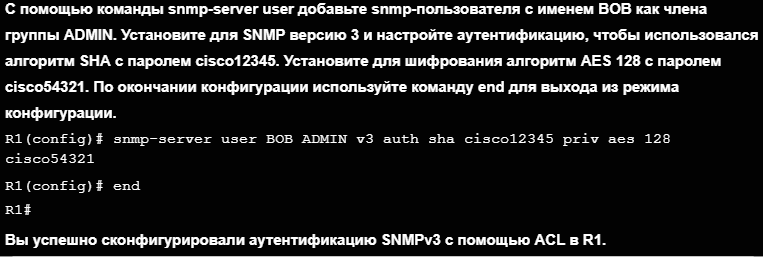 С помощью команды snmp-server user добавьте snmp-пользователя с именем BOB как члена
группы ADMIN. Установите для SNMP версию 3 и настройте аутентификацию, чтобы использовался
алгоритм SHA с паролем cisco12345. Установите для шифрования алгоритм AES 128 с паролем
cisco54321. По окончании конфигурации используйте команду end для выхода из режима
конфигурации.
R1(config)# snmp-server user BOB ADMIN v3 auth sha cisco12345 priv aes 128
cisco54321
R1(config)# end
R1#
Вы успешно сконфигурировали аутентификацию SNMPv3 с помощью ACL в R1.